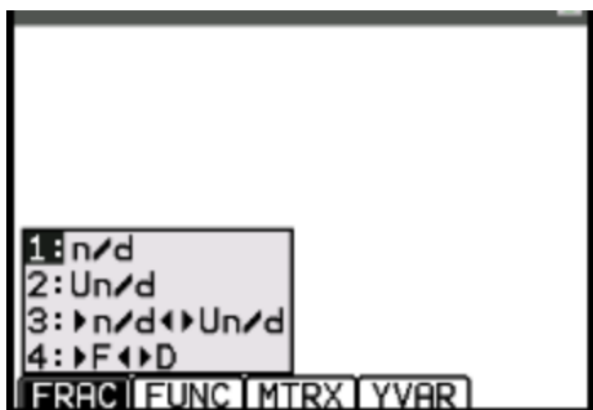 1:n/d
2:Un/d
3:▶n/d◀▶Un/d
4:▶F◀▶D
FRAC FUNC MTRX YVAR